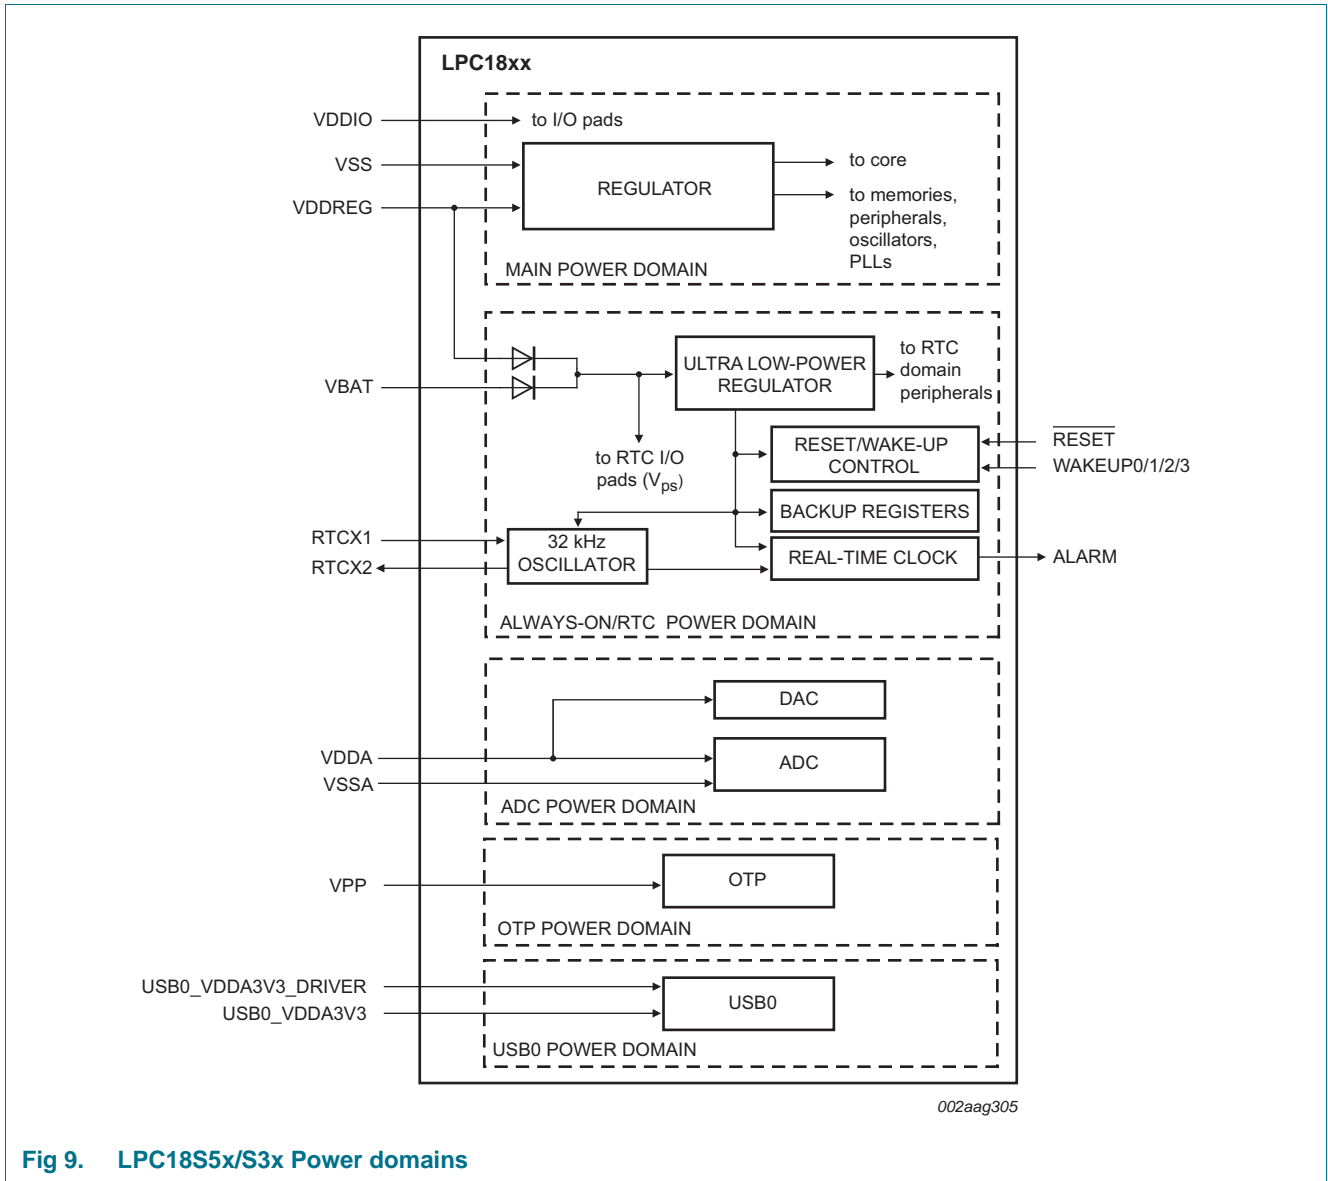 LPC18xx
VDDIO
to I/O pads
VSS
REGULATOR
to core
VDDREG
to memories,
peripherals,
oscillators,
PLLs
MAIN POWER DOMAIN
VBAT
ULTRA LOW-POWER
REGULATOR
to RTC
domain
peripherals
to RTC I/O
pads (Vps)
RESET/WAKE-UP
CONTROL
RESET
WAKEUP0/1/2/3
BACKUP REGISTERS
RTCX1
RTCX2
32 kHz
OSCILLATOR
REAL-TIME CLOCK
ALARM
ALWAYS-ON/RTC POWER DOMAIN
DAC
VDDA
VSSA
ADC
ADC POWER DOMAIN
VPP
OTP
OTP POWER DOMAIN
USB0_VDDA3V3_DRIVER
USB0_VDDA3V3
USB0
USB0 POWER DOMAIN
002aag305
Fig 9. LPC18S5x/S3x Power domains